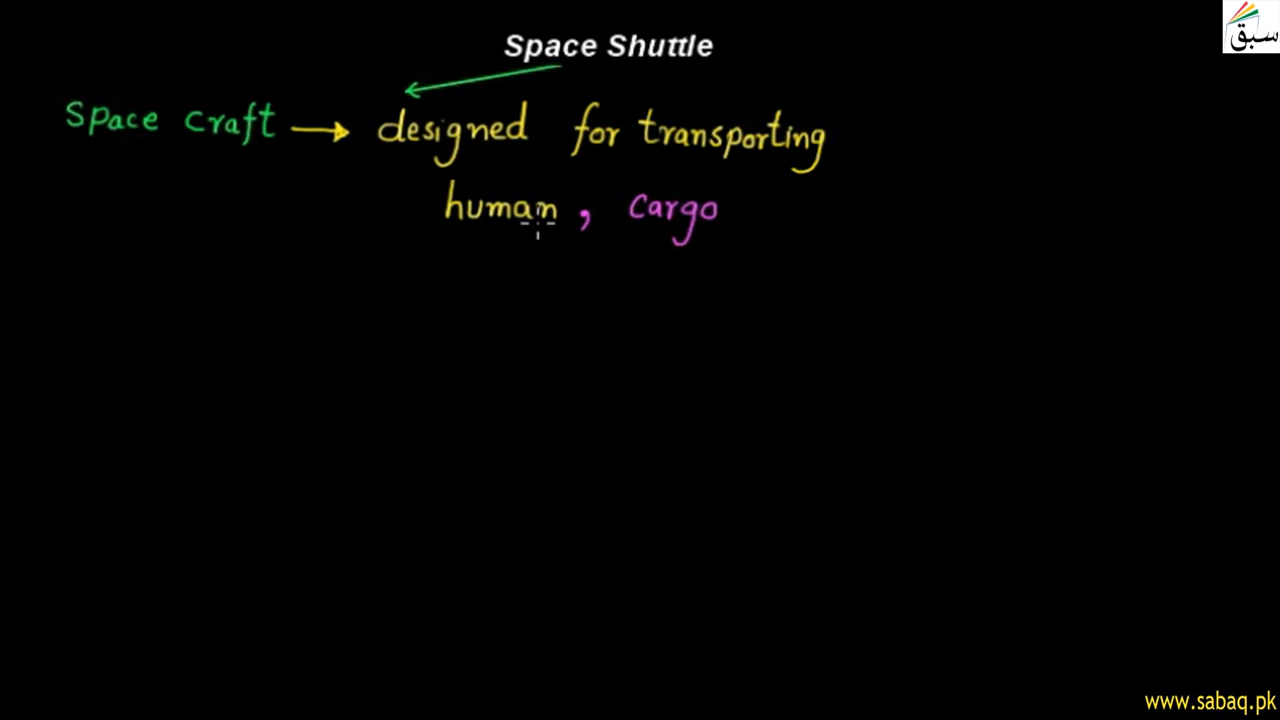 Space Shuttle
سبق
Space craft → designed for transporting
human , Cargo
www.sabaq.pk